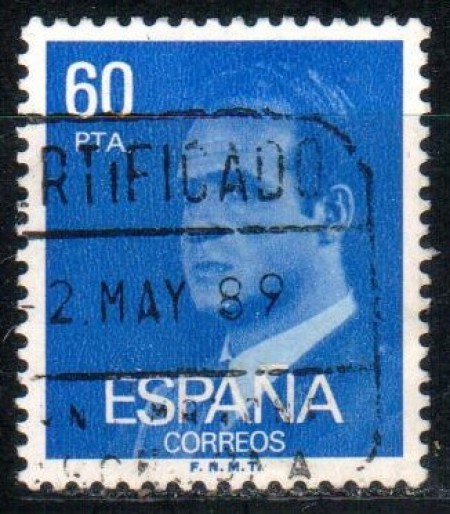 60
PTA
RTIFICADO
-2.MAY 89
ESPAÑA
CORREOS
F.N.M.T.